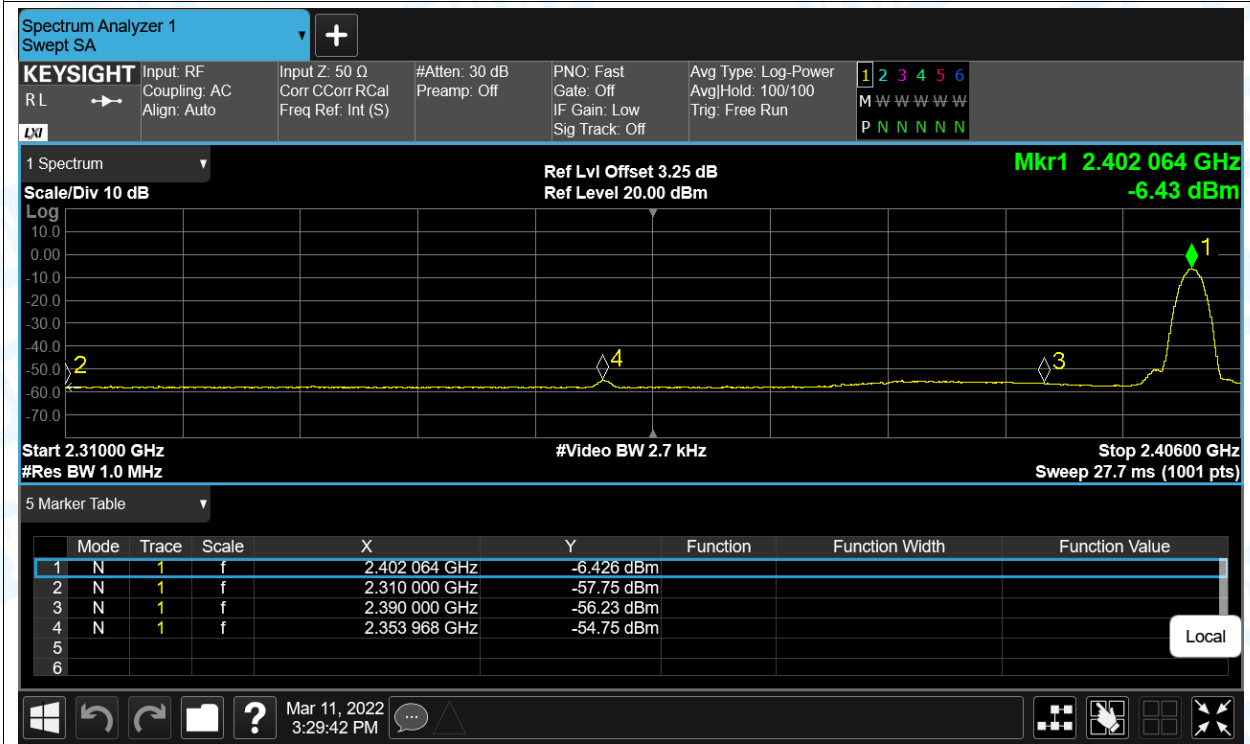 Spectrum Analyzer 1
Swept SA
+
KEYSIGHT
R L
LXI
Input: RF
Coupling: AC
Align: Auto
Input Z: 50 Ω
Corr CCorr RCal
Freq Ref: Int (S)
#Atten: 30 dB
Preamp: Off
PNO: Fast
Gate: Off
IF Gain: Low
Sig Track: Off
Avg Type: Log-Power
Avg|Hold: 100/100
Trig: Free Run
1 2 3 4 5 6
M W W W W W
P N N N N N
1 Spectrum
Scale/Div 10 dB
Ref Lvl Offset 3.25 dB
Ref Level 20.00 dBm
Mkr1 2.402 064 GHz
-6.43 dBm
Log
10.0
0.00
-10.0
-20.0
-30.0
-40.0
-50.0
-60.0
-70.0
2
4
3
1
Start 2.31000 GHz
#Res BW 1.0 MHz
#Video BW 2.7 kHz
Stop 2.40600 GHz
Sweep 27.7 ms (1001 pts)
5 Marker Table
Mode Trace Scale X Y Function Function Width Function Value
1 N 1 f 2.402 064 GHz -6.426 dBm
2 N 1 f 2.310 000 GHz -57.75 dBm
3 N 1 f 2.390 000 GHz -56.23 dBm
4 N 1 f 2.353 968 GHz -54.75 dBm
5
6
Local
?
Mar 11, 2022
3:29:42 PM